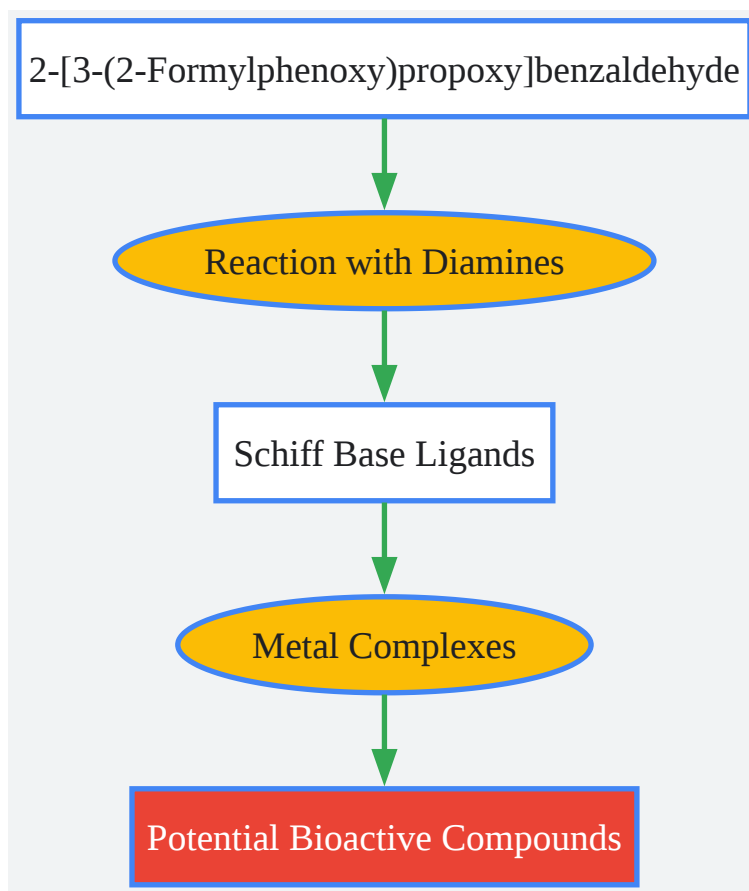 2-[3-(2-Formylphenoxy)propoxy]benzaldehyde
Reaction with Diamines
Schiff Base Ligands
Metal Complexes
Potential Bioactive Compounds